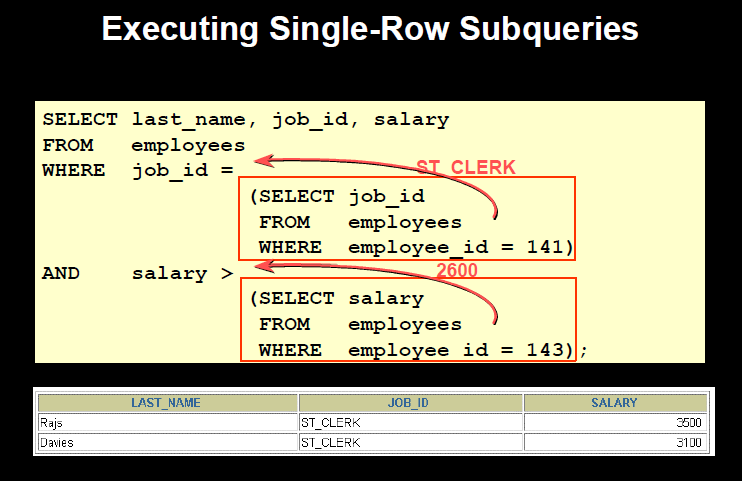 Executing Single-Row Subqueries
SELECT last_name, job_id, salary
FROM employees
WHERE job_id =
ST_CLERK
(SELECT job_id
FROM employees
WHERE employee_id = 141)
AND salary >
2600
(SELECT salary
FROM employees
WHERE employee_id = 143);
LAST_NAME JOB_ID SALARY
Rajs ST_CLERK 3500
Davies ST_CLERK 3100